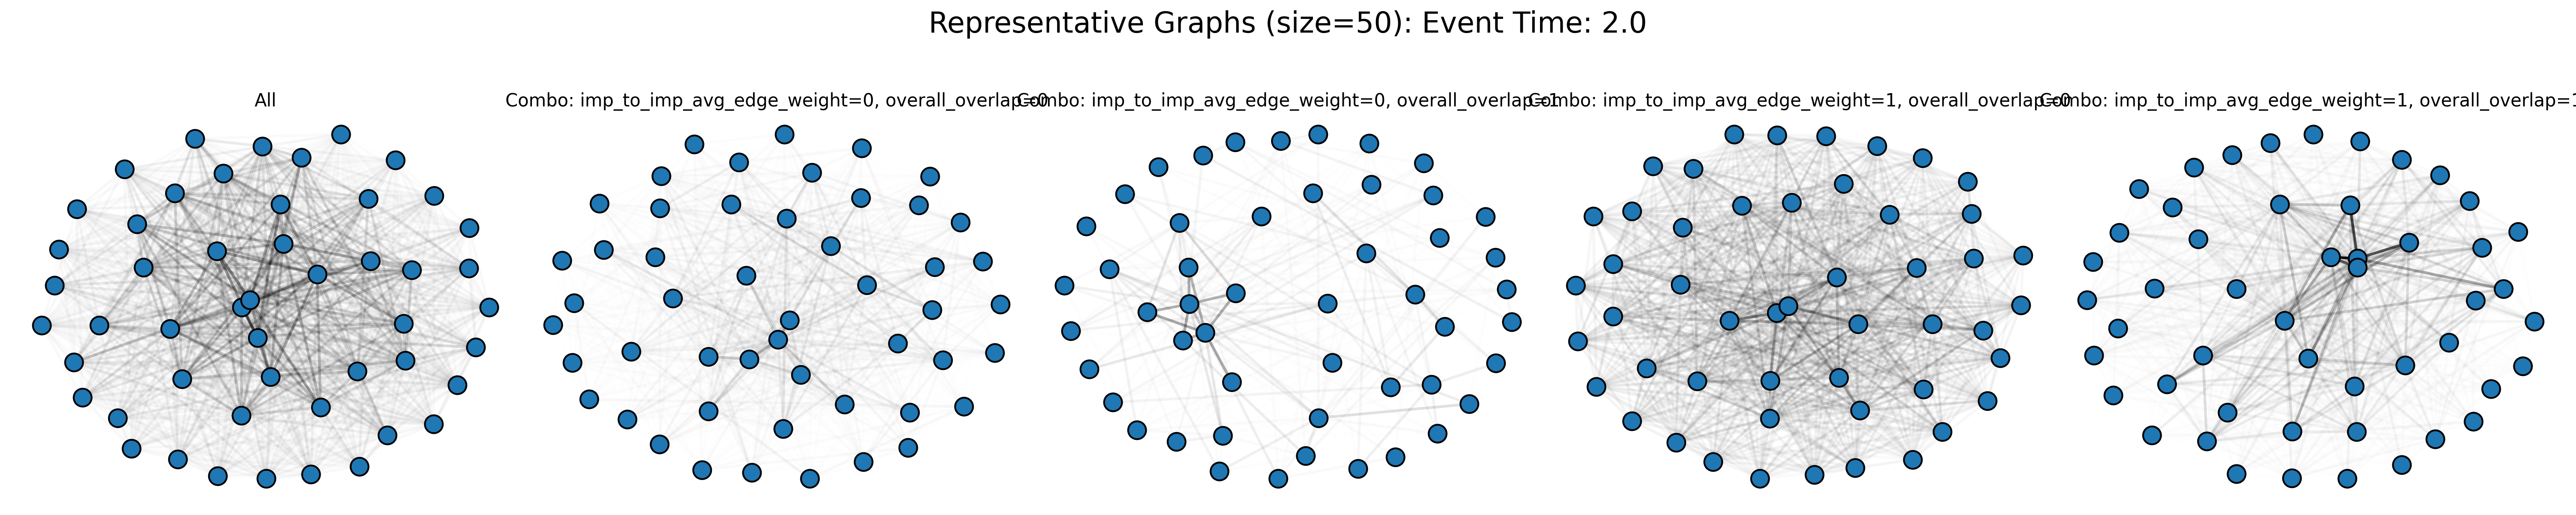 Representative Graphs (size=50): Event Time: 2.0
All
Combo: imp_to_imp_avg_edge_weight=0, overall_overlap=0
Combo: imp_to_imp_avg_edge_weight=0, overall_overlap=1
Combo: imp_to_imp_avg_edge_weight=1, overall_overlap=0
Combo: imp_to_imp_avg_edge_weight=1, overall_overlap=1